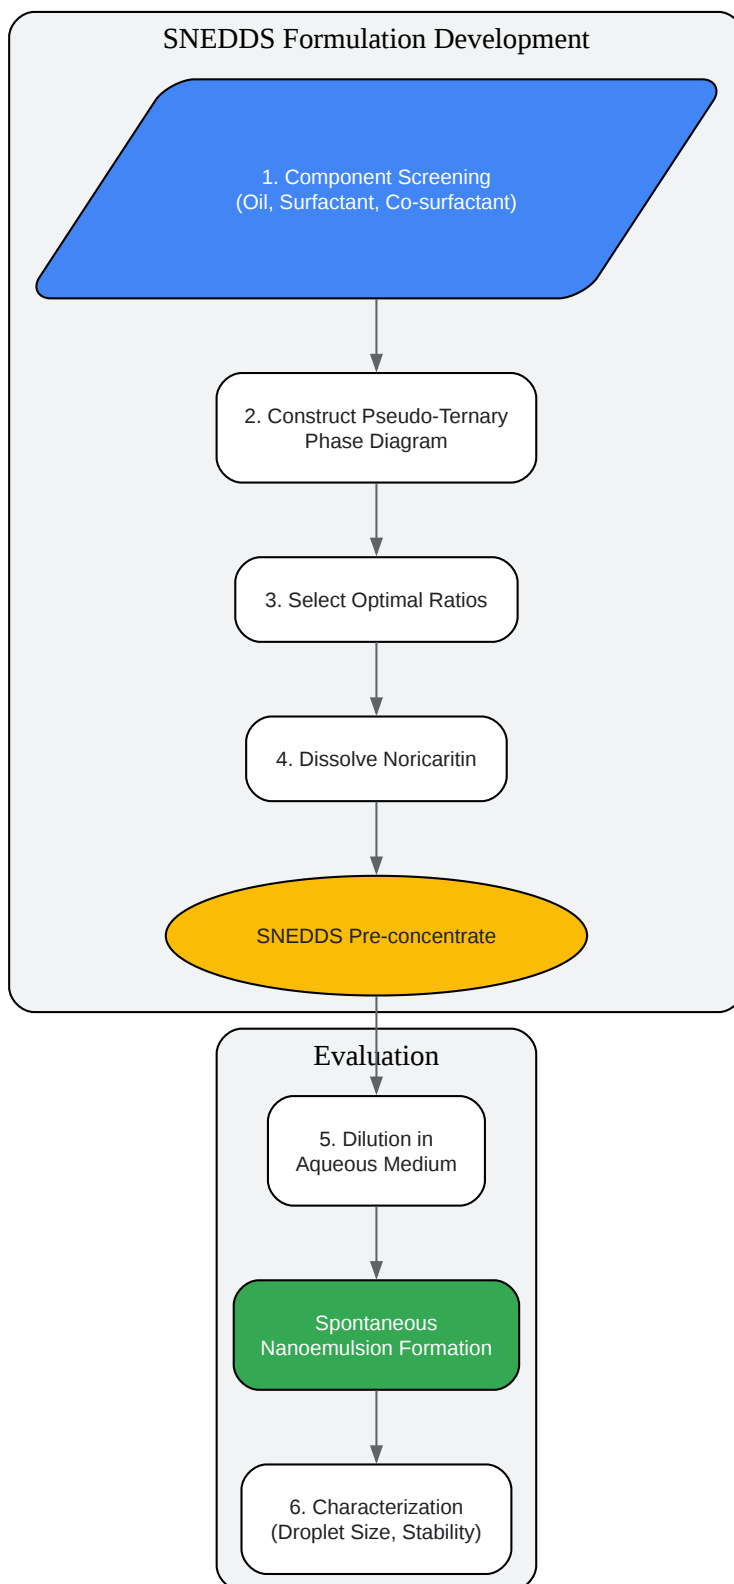 SNEDDS Formulation Development
1. Component Screening
(Oil, Surfactant, Co-surfactant)
2. Construct Pseudo-Ternary
Phase Diagram
3. Select Optimal Ratios
4. Dissolve Noricaritin
SNEDDS Pre-concentrate
Evaluation
5. Dilution in
Aqueous Medium
Spontaneous
Nanoemulsion Formation
6. Characterization
(Droplet Size, Stability)